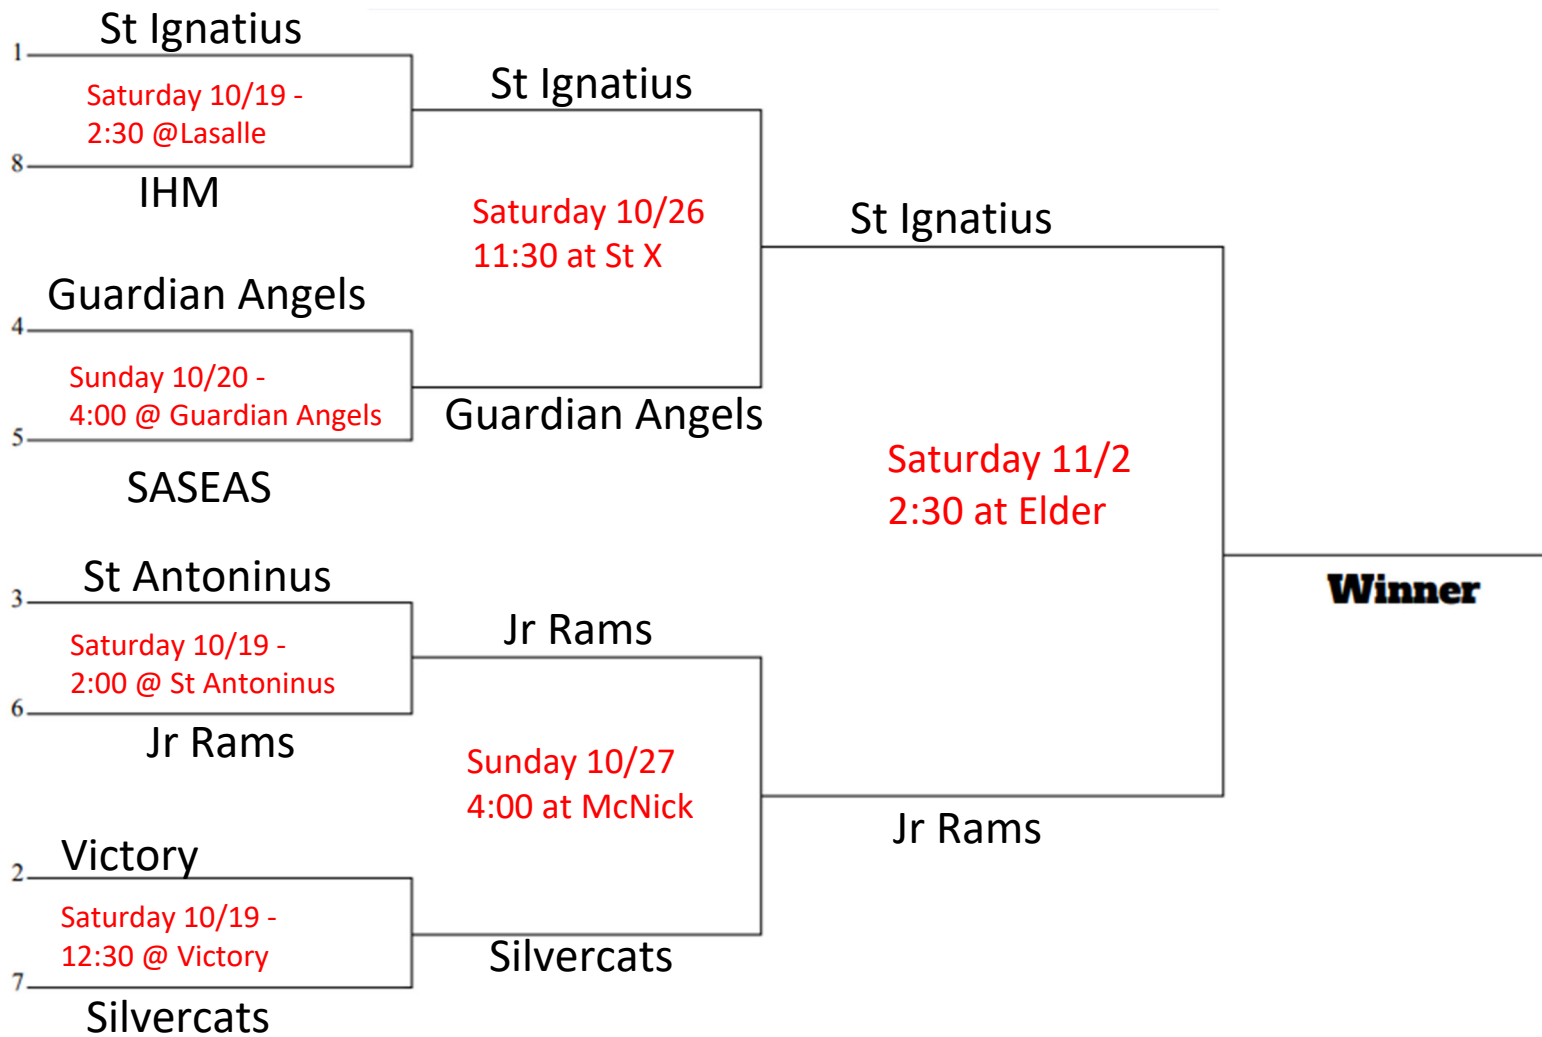 St Ignatius
1
Saturday 10/19 -
2:30 @Lasalle
8
IHM
Guardian Angels
4
Sunday 10/20 -
4:00 @ Guardian Angels
5
SASEAS
St Antoninus
3
Saturday 10/19 -
2:00 @ St Antoninus
6
Jr Rams
Victory
2
Saturday 10/19 -
12:30 @ Victory
7
Silvercats
St Ignatius
Saturday 10/26
11:30 at St X
Guardian Angels
Jr Rams
Sunday 10/27
4:00 at McNick
Silvercats
St Ignatius
Saturday 11/2
2:30 at Elder
Jr Rams
Winner